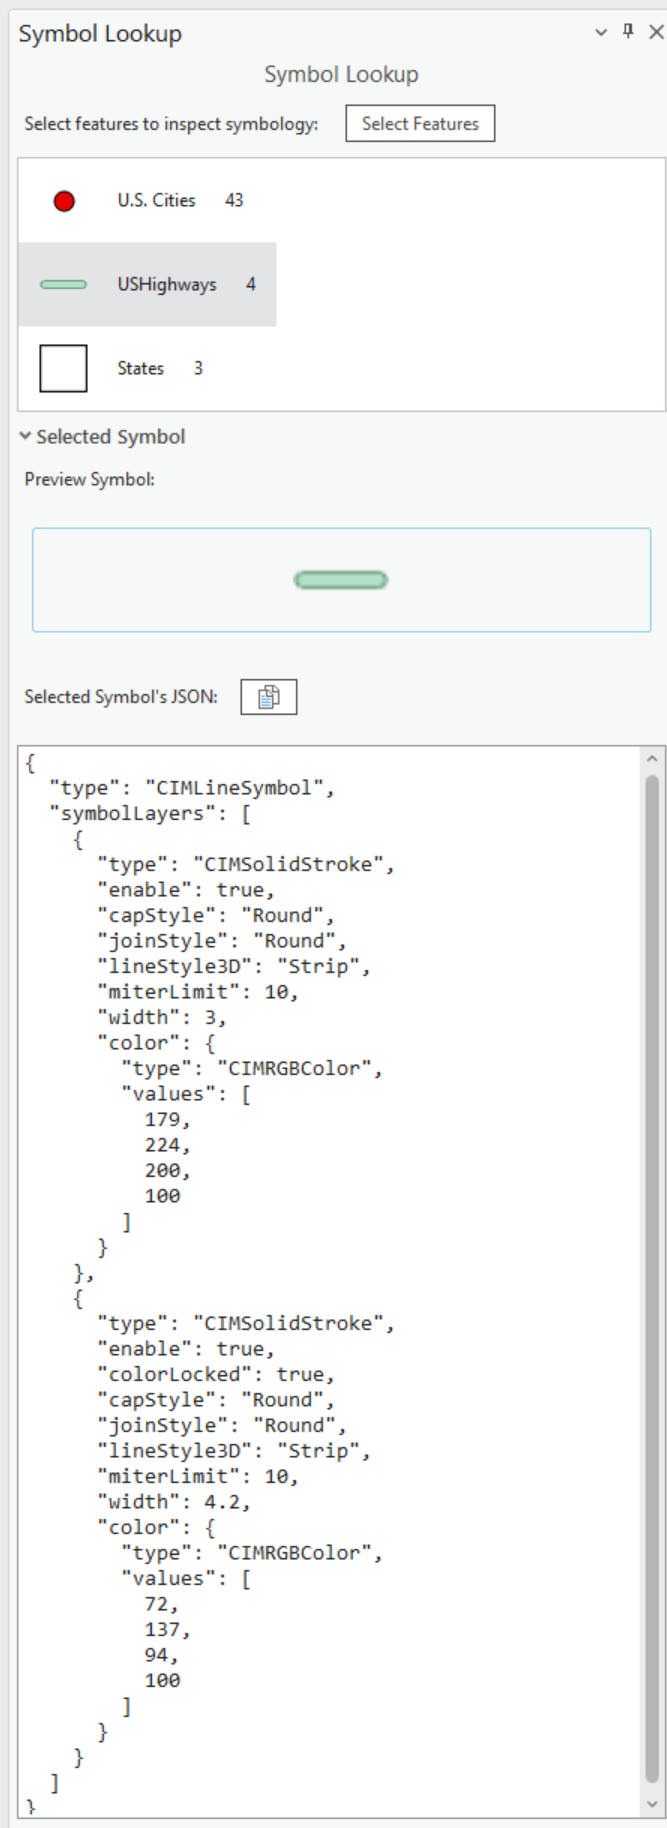 Symbol Lookup
Symbol Lookup
Select features to inspect symbology: Select Features
U.S. Cities 43
USHighways 4
States 3
Selected Symbol
Preview Symbol:
Selected Symbol's JSON:
{
  "type": "CIMLineSymbol",
  "symbolLayers": [
    {
      "type": "CIMSolidStroke",
      "enable": true,
      "capStyle": "Round",
      "joinStyle": "Round",
      "lineStyle3D": "Strip",
      "miterLimit": 10,
      "width": 3,
      "color": {
        "type": "CIMRGBColor",
        "values": [
          179,
          224,
          200,
          100
        ]
      }
    },
    {
      "type": "CIMSolidStroke",
      "enable": true,
      "colorLocked": true,
      "capStyle": "Round",
      "joinStyle": "Round",
      "lineStyle3D": "Strip",
      "miterLimit": 10,
      "width": 4.2,
      "color": {
        "type": "CIMRGBColor",
        "values": [
          72,
          137,
          94,
          100
        ]
      }
    }
  ]
}